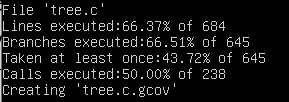 File 'tree.c'
Lines executed:66.37% of 684
Branches executed:66.51% of 645
Taken at least once:43.72% of 645
Calls executed:50.00% of 238
Creating 'tree.c.gcov'